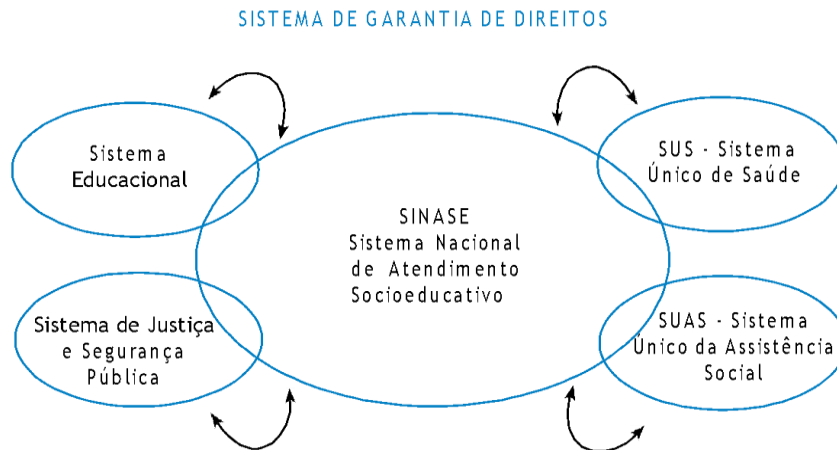 SISTEMA DE GARANTIA DE DIREITOS
Sistema
Educacional
SUS - Sistema
Único de Saúde
SINASE
Sistema Nacional
de Atendimento
Socioeducativo
Sistema de Justiça
e Segurança
Pública
SUAS - Sistema
Único da Assistência
Social